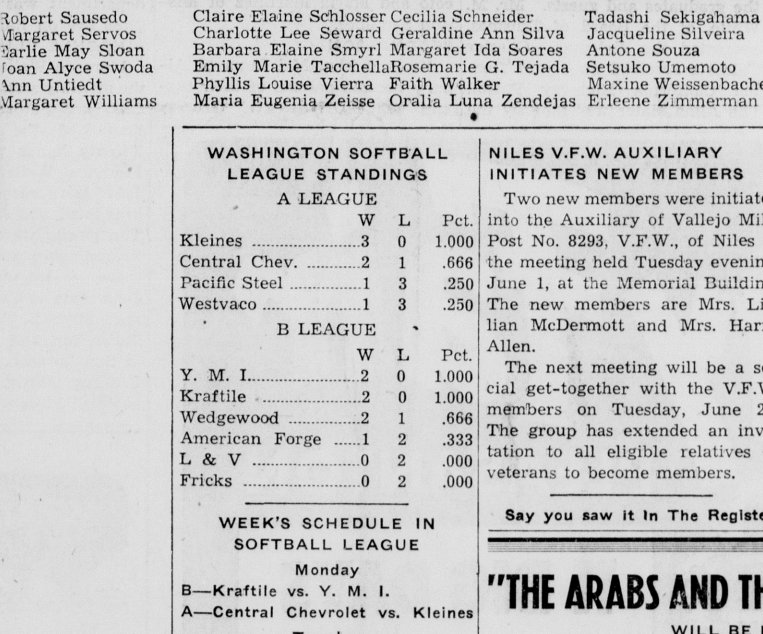 Robert Sausedo
Margaret Servos
Earlie May Sloan
Joan Alyce Swoda
Ann Untiedt
Margaret Williams
Claire Elaine Schlosser
Charlotte Lee Seward
Barbara Elaine Smyrl
Emily Marie Tacchella
Phyllis Louise Vierra
Maria Eugenia Zeisse
Cecilia Schneider
Geraldine Ann Silva
Margaret Ida Soares
Rosemarie G. Tejada
Faith Walker
Oralia Luna Zendejas
Tadashi Sekigahama
Jacqueline Silveira
Antone Souza
Setsuko Umemoto
Maxine Weissenbache
Erleene Zimmerman
WASHINGTON SOFTBALL
LEAGUE STANDINGS
A LEAGUE
W L Pct.
Kleines ..................3 0 1.000
Central Chev. ............2 1 .666
Pacific Steel ............1 3 .250
Westvaco .................1 3 .250
B LEAGUE
W L Pct.
Y. M. I...................2 0 1.000
Kraftile .................2 0 1.000
Wedgewood ................2 1 .666
American Forge .....1 2 .333
L & V ....................0 2 .000
Fricks ...................0 2 .000
WEEK'S SCHEDULE IN
SOFTBALL LEAGUE
Monday
B—Kraftile vs. Y. M. I.
A—Central Chevrolet vs. Kleines
NILES V.F.W. AUXILIARY
INITIATES NEW MEMBERS
Two new members were initiate
into the Auxiliary of Vallejo Mil
Post No. 8293, V.F.W., of Niles
the meeting held Tuesday evenin
June 1, at the Memorial Buildin
The new members are Mrs. Li
lian McDermott and Mrs. Har
Allen.
The next meeting will be a s
cial get-together with the V.F.V
members on Tuesday, June 2
The group has extended an inv
tation to all eligible relatives
veterans to become members.
Say you saw it In The Registe
"THE ARABS AND TH
WILL BE